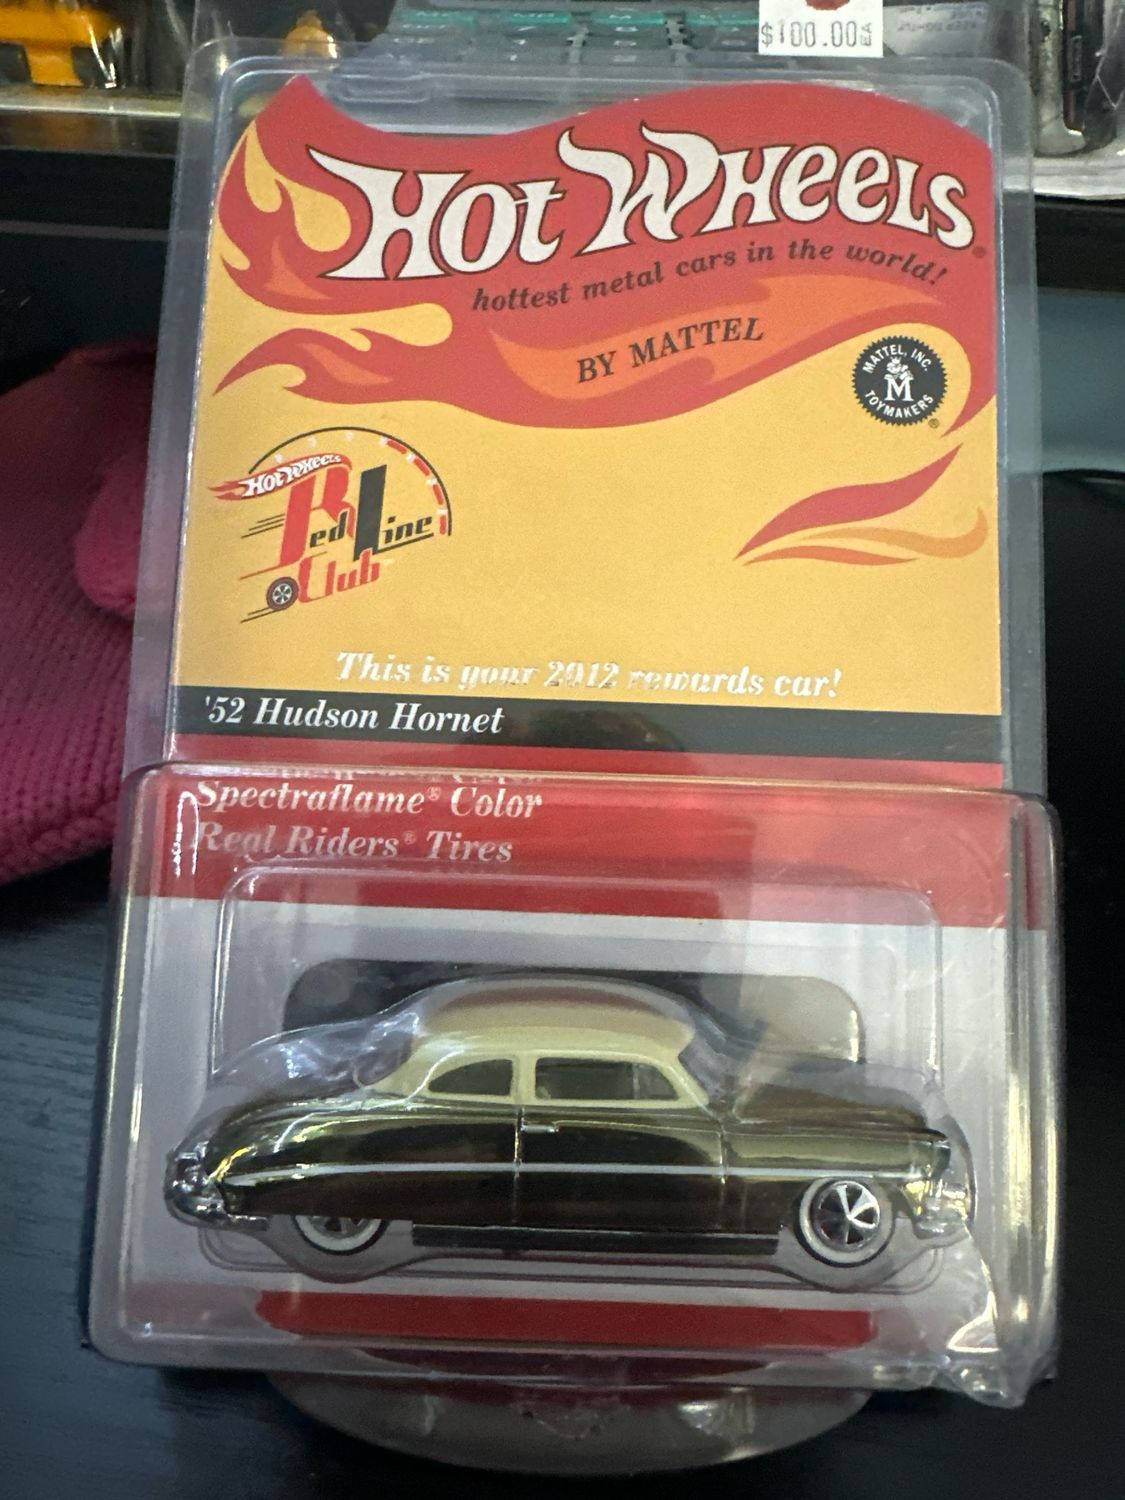 $100.00EA
HOT WHEELS®
hottest metal cars in the world!
BY MATTEL
MATTEL, INC.
M
TOYMAKERS
®
HOT WHEELS
Red Line
Club
This is your 2012 rewards car!
'52 Hudson Hornet
Spectraflame® Color
Real Riders® Tires